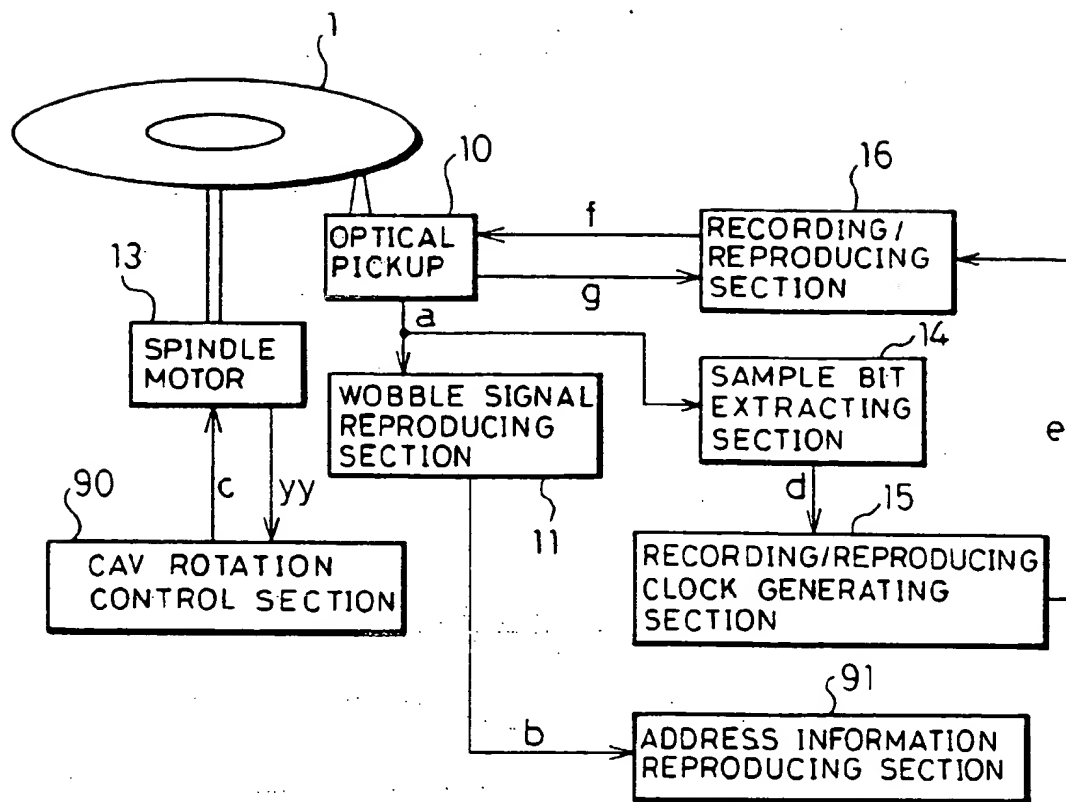 1
10
16
OPTICAL
PICKUP
f
g
RECORDING/
REPRODUCING
SECTION
13
a
SPINDLE
MOTOR
14
WOBBLE SIGNAL
REPRODUCING
SECTION
SAMPLE BIT
EXTRACTING
SECTION
e
90
c
yy
11
d
15
CAV ROTATION
CONTROL SECTION
RECORDING/REPRODUCING
CLOCK GENERATING
SECTION
91
b
ADDRESS INFORMATION
REPRODUCING SECTION